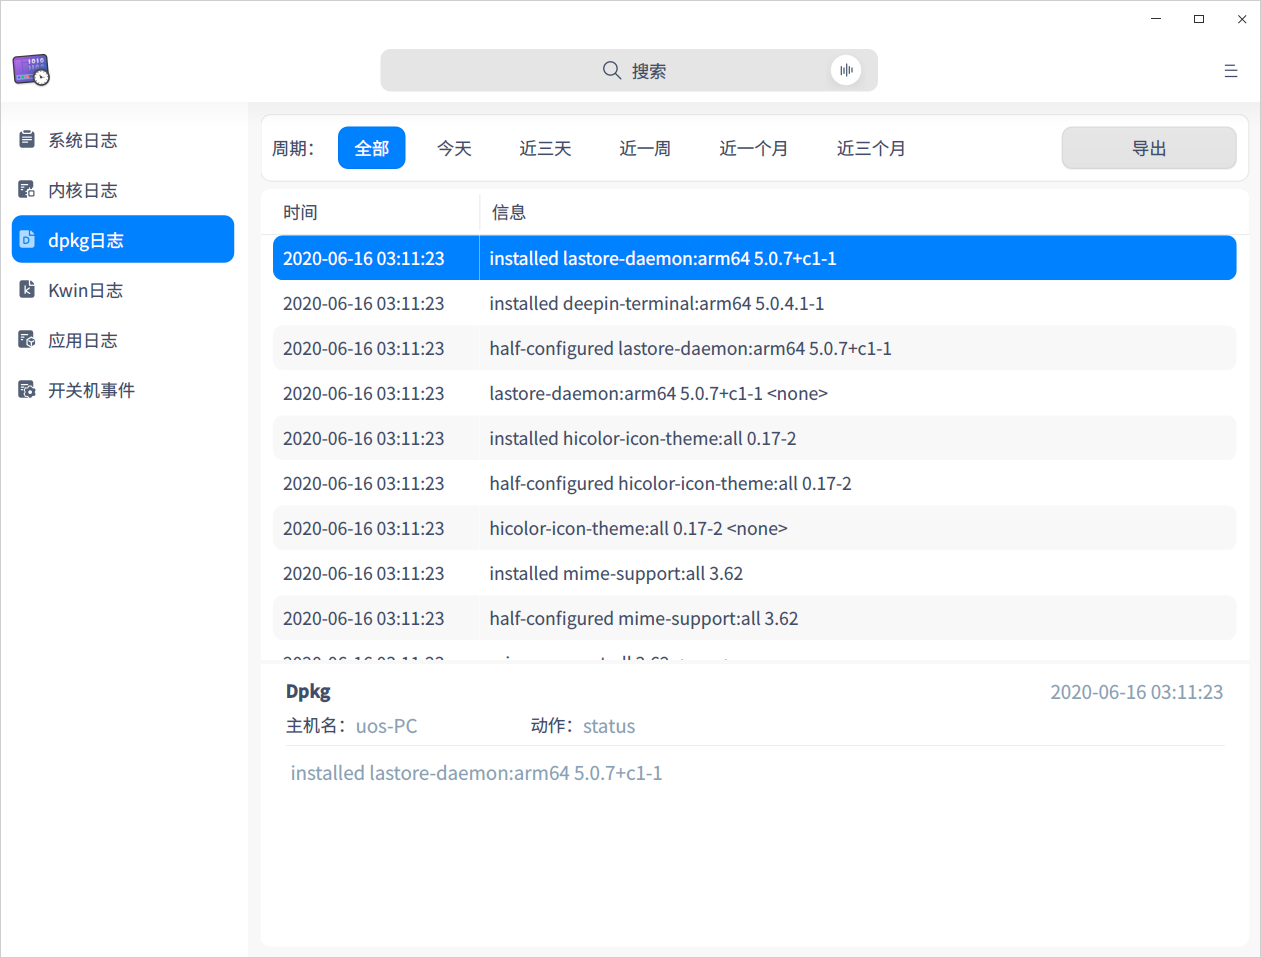 搜索
系统日志
内核日志
dpkg日志
Kwin日志
应用日志
开关机事件
周期： 全部 今天 近三天 近一周 近一个月 近三个月 导出
时间 信息
2020-06-16 03:11:23 installed lastore-daemon:arm64 5.0.7+c1-1
2020-06-16 03:11:23 installed deepin-terminal:arm64 5.0.4.1-1
2020-06-16 03:11:23 half-configured lastore-daemon:arm64 5.0.7+c1-1
2020-06-16 03:11:23 lastore-daemon:arm64 5.0.7+c1-1 <none>
2020-06-16 03:11:23 installed hicolor-icon-theme:all 0.17-2
2020-06-16 03:11:23 half-configured hicolor-icon-theme:all 0.17-2
2020-06-16 03:11:23 hicolor-icon-theme:all 0.17-2 <none>
2020-06-16 03:11:23 installed mime-support:all 3.62
2020-06-16 03:11:23 half-configured mime-support:all 3.62
Dpkg 2020-06-16 03:11:23
主机名： uos-PC 动作： status
installed lastore-daemon:arm64 5.0.7+c1-1